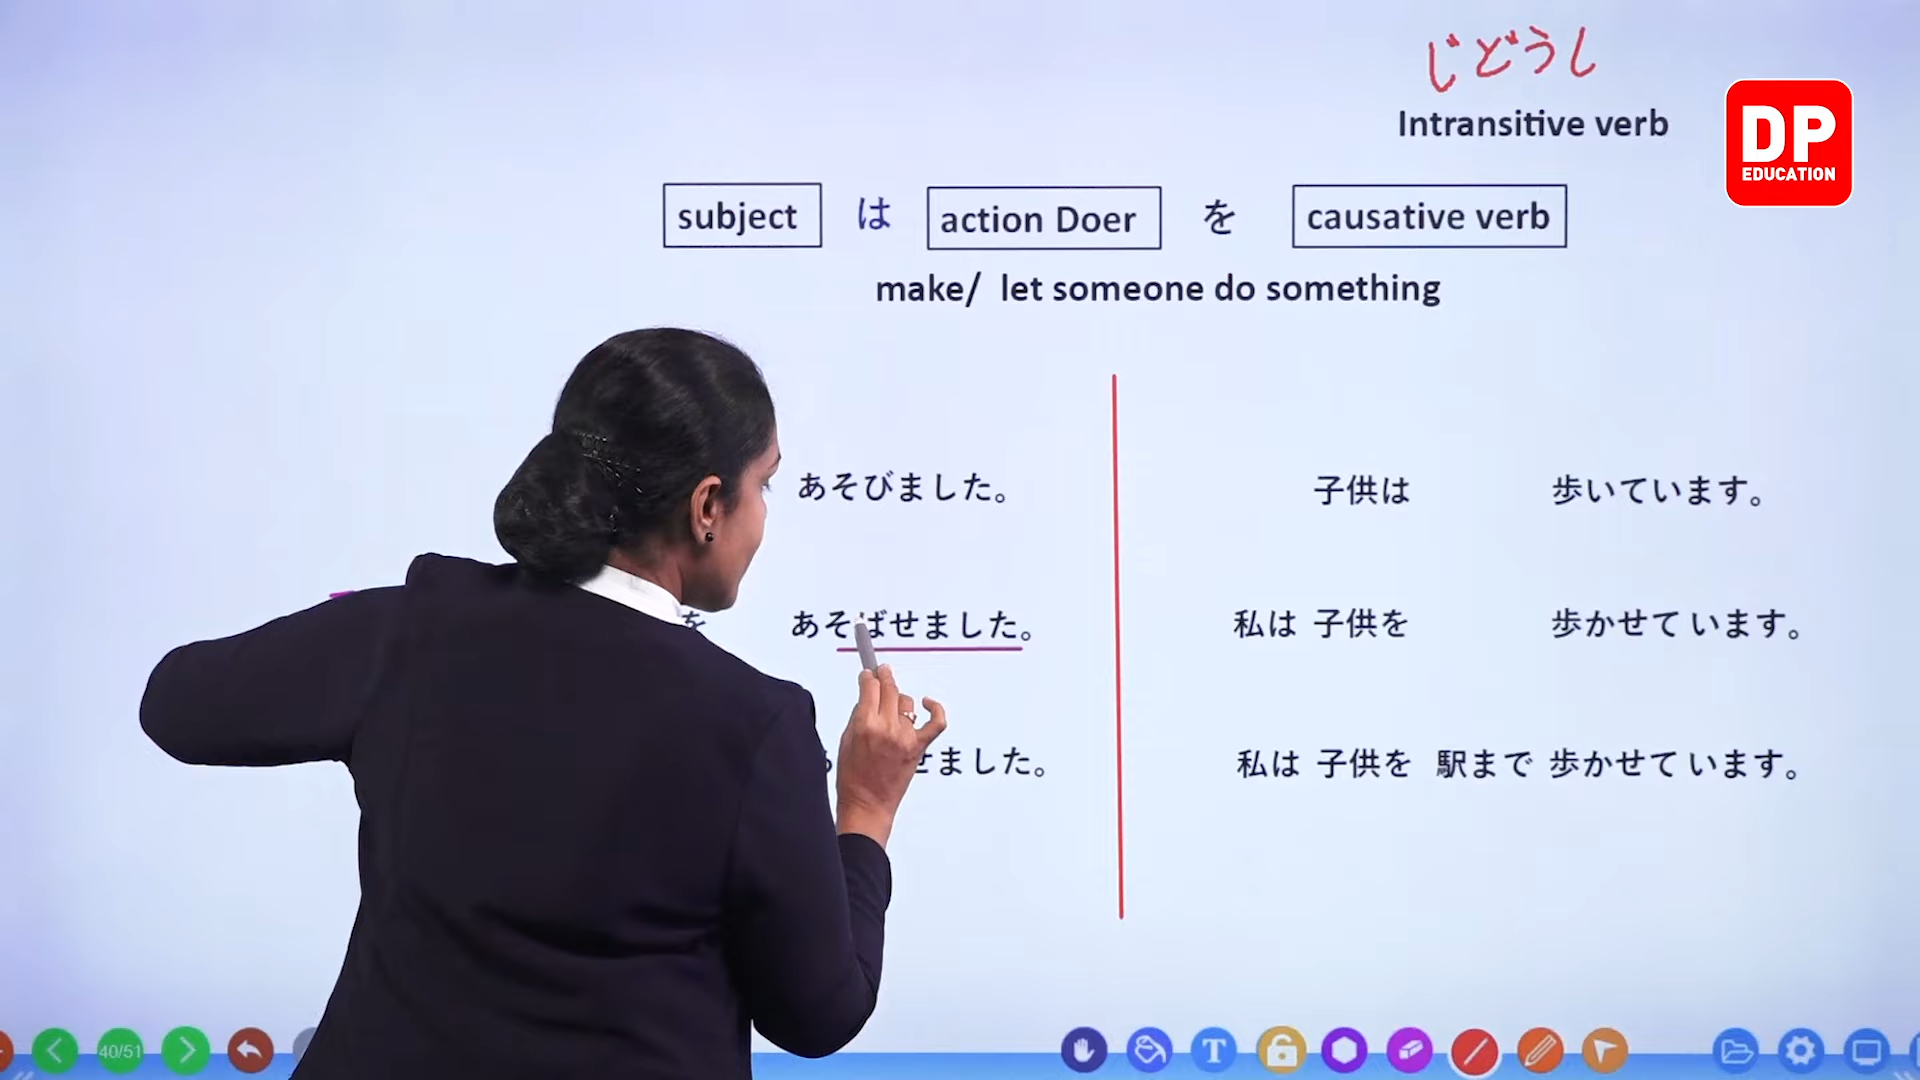 じどうし
Intransitive verb
DP
EDUCATION
subject は action Doer を causative verb
make/ let someone do something
あそびました。
子供は 歩いています。
を あそばせました。
私は 子供を 歩かせています。
せました。
私は 子供を 駅まで 歩かせています。
40/51
T